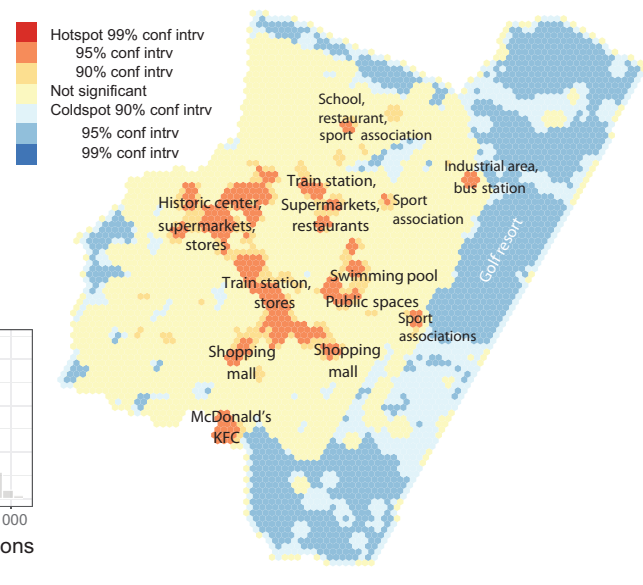 Hotspot 99% conf intrv
95% conf intrv
90% conf intrv
Not significant
Coldspot 90% conf intrv
95% conf intrv
99% conf intrv
School,
restaurant,
sport association
Industrial area,
bus station
Train station,
Supermarkets,
restaurants
Sport
association
Historic center,
supermarkets,
stores
Golf resort
Train station,
stores
Swimming pool
Public spaces
Sport
associations
Shopping
mall
Shopping
mall
McDonald's
KFC
000
ons